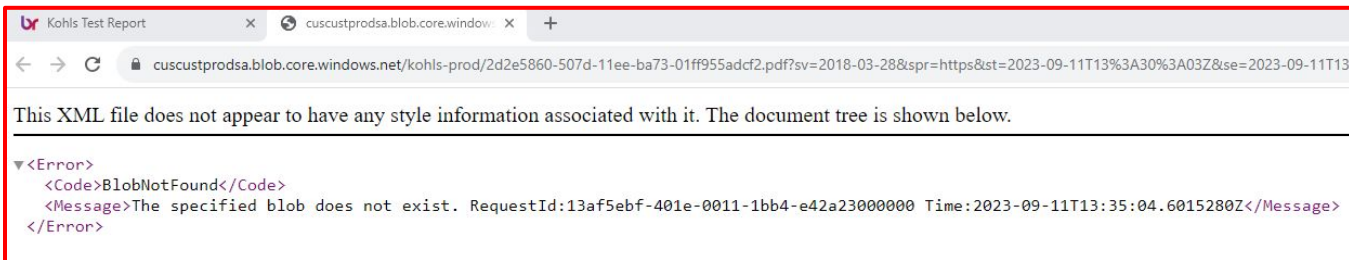 br Kohls Test Report × cuscustprodsa.blob.core.window × +
cuscustprodsa.blob.core.windows.net/kohls-prod/2d2e5860-507d-11ee-ba73-01ff955adcf2.pdf?sv=2018-03-28&spr=https&st=2023-09-11T13%3A30%3A03Z&se=2023-09-11T13
This XML file does not appear to have any style information associated with it. The document tree is shown below.
▼<Error>
<Code>BlobNotFound</Code>
<Message>The specified blob does not exist. RequestId:13af5ebf-401e-0011-1bb4-e42a23000000 Time:2023-09-11T13:35:04.6015280Z</Message>
</Error>